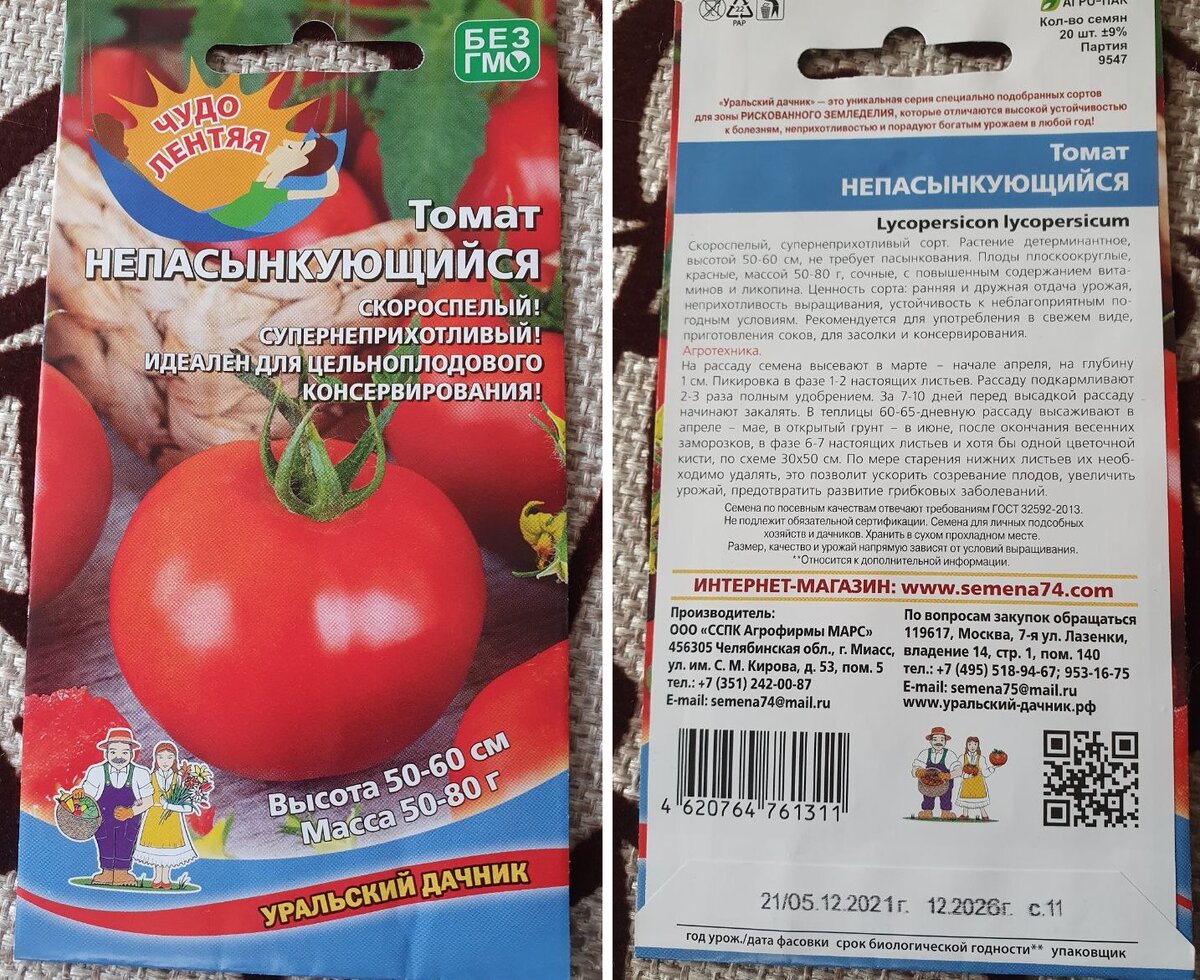 БЕЗ
ГМО
ЧУДО
ЛЕНТЯЯ
Томат
НЕПАСЫНКУЮЩИЙСЯ
СКОРОСПЕЛЫЙ!
СУПЕРНЕПРИХОТЛИВЫЙ!
ИДЕАЛЕН ДЛЯ ЦЕЛЬНОПЛОДОВОГО
КОНСЕРВИРОВАНИЯ!
Высота 50-60 см
Масса 50-80 г
УРАЛЬСКИЙ ДАЧНИК
22
PAP
АГРО-ПАК
Кол-во семян
20 шт. ±9%
Партия
9547
«Уральский дачник» — это уникальная серия специально подобранных сортов
для зоны РИСКОВАННОГО ЗЕМЛЕДЕЛИЯ, которые отличаются высокой устойчивостью
к болезням, неприхотливостью и порадуют богатым урожаем в любой год!
Томат
НЕПАСЫНКУЮЩИЙСЯ
Lycopersicon lycopersicum
Скороспелый, супернеприхотливый сорт. Растение детерминантное,
высотой 50-60 см, не требует пасынкования. Плоды плоскоокруглые,
красные, массой 50-80 г, сочные, с повышенным содержанием вита-
минов и ликопина. Ценность сорта: ранняя и дружная отдача урожая,
неприхотливость выращивания, устойчивость к неблагоприятным по-
годным условиям. Рекомендуется для употребления в свежем виде,
приготовления соков, для засолки и консервирования.
Агротехника.
На рассаду семена высевают в марте – начале апреля, на глубину
1 см. Пикировка в фазе 1-2 настоящих листьев. Рассаду подкармливают
2-3 раза полным удобрением. За 7-10 дней перед высадкой рассаду
начинают закалять. В теплицы 60-65-дневную рассаду высаживают в
апреле – мае, в открытый грунт – в июне, после окончания весенних
заморозков, в фазе 6-7 настоящих листьев и хотя бы одной цветочной
кисти, по схеме 30х50 см. По мере старения нижних листьев их необ-
ходимо удалять, это позволит ускорить созревание плодов, увеличить
урожай, предотвратить развитие грибковых заболеваний.
Семена по посевным качествам отвечают требованиям ГОСТ 32592-2013.
Не подлежит обязательной сертификации. Семена для личных подсобных
хозяйств и дачников. Хранить в сухом прохладном месте.
Размер, качество и урожай напрямую зависят от условий выращивания.
**Относится к дополнительной информации.
ИНТЕРНЕТ-МАГАЗИН: www.semena74.com
Производитель:
ООО «ССПК Агрофирмы МАРС»
456305 Челябинская обл., г. Миасс,
ул. им. С. М. Кирова, д. 53, пом. 5
тел.: +7 (351) 242-00-87
E-mail: semena74@mail.ru
По вопросам закупок обращаться
119617, Москва, 7-я ул. Лазенки,
владение 14, стр. 1, пом. 140
тел.: +7 (495) 518-94-67; 953-16-75
E-mail: semena75@mail.ru
www.уральский-дачник.рф
4 620764 761311
21/05.12.2021г. 12.2026г. с.11
год урож./дата фасовки срок биологической годности** упаковщик